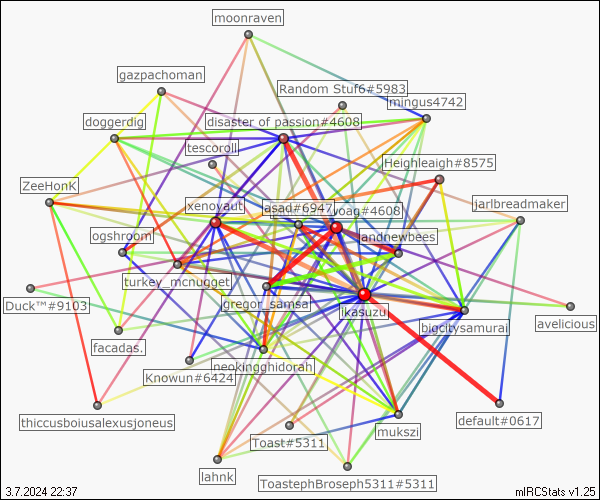 moonraven
gazpachoman
Random Stuf6#5983
mingus4742
doggerdig
disaster of passion#4608
tescoroll
Heighleaigh#8575
ZeeHonK
xenoyaut
asad#6947
yoag#4608
jarlbreadmaker
ogshroom
andnewbees
turkey_mcnugget
Duck™#9103
gregor_samsa
ikasuzu
bigcitysamurai
avelicious
facadas.
neokingghidorah
Knowun#6424
thiccusboiusalexusjoneus
default#0617
Toast#5311
mukszi
lahnk
ToastephBroseph5311#5311
3.7.2024 22:37
mIRCStats v1.25